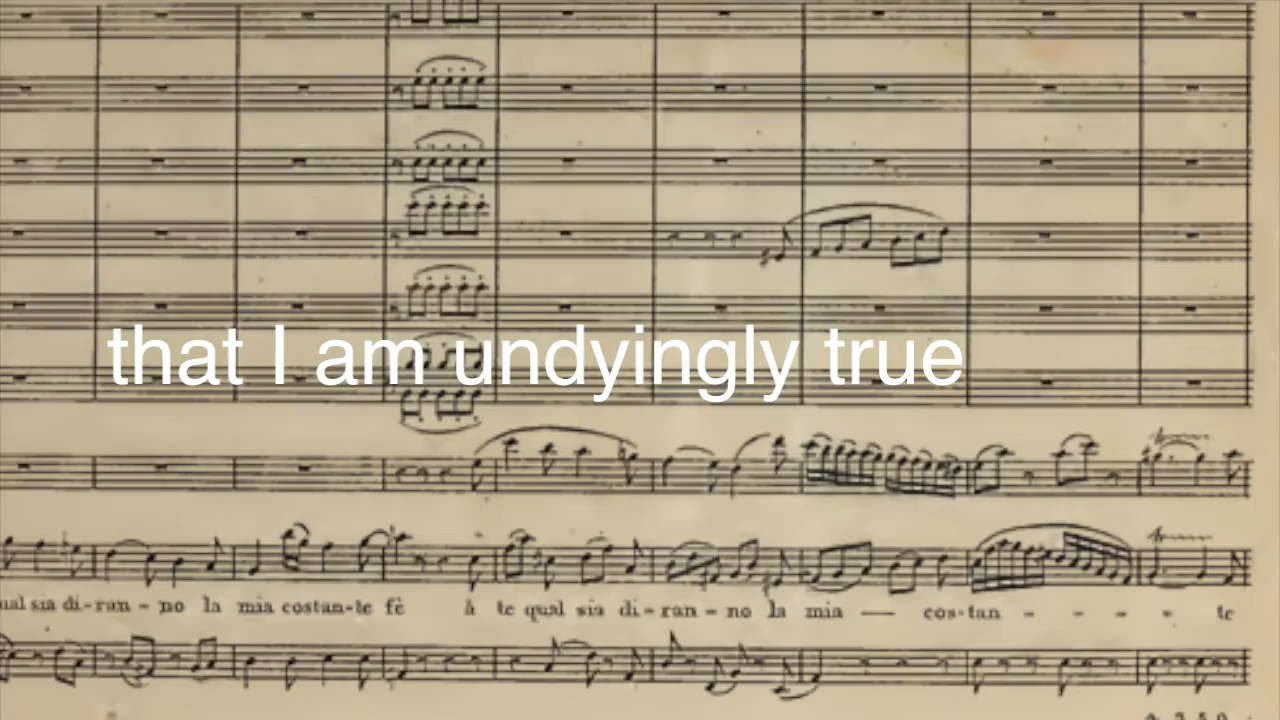 that I am undyingly true
ual sia di-ran - no la mia costan-te fè à te qual sia di-ran - no la mia — cos-tan - - - - te